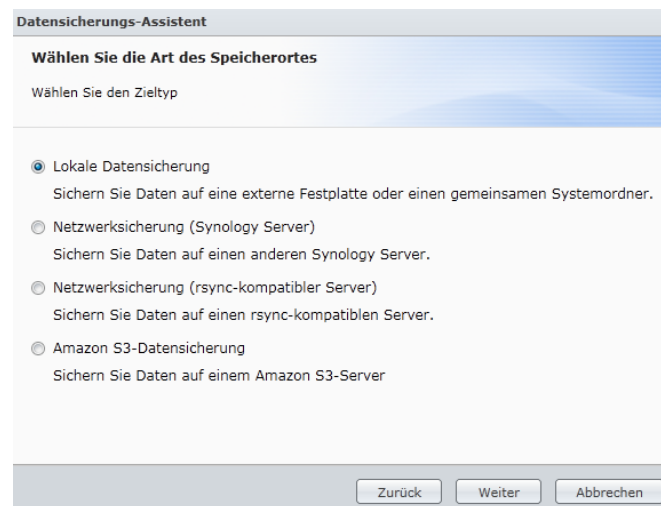 Datensicherungs-Assistent
Wählen Sie die Art des Speicherortes
Wählen Sie den Zieltyp
Lokale Datensicherung
Sichern Sie Daten auf eine externe Festplatte oder einen gemeinsamen Systemordner.
Netzwerksicherung (Synology Server)
Sichern Sie Daten auf einen anderen Synology Server.
Netzwerksicherung (rsync-kompatibler Server)
Sichern Sie Daten auf einen rsync-kompatiblen Server.
Amazon S3-Datensicherung
Sichern Sie Daten auf einem Amazon S3-Server
Zurück Weiter Abbrechen